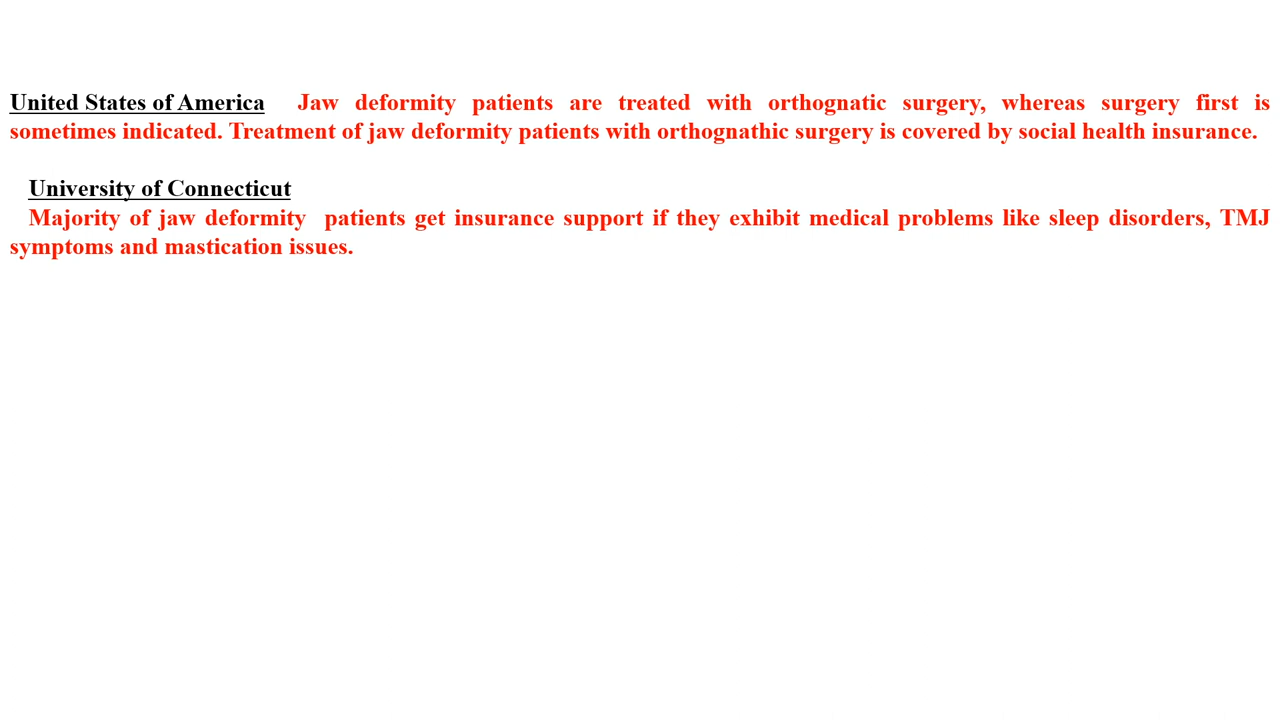 United States of America Jaw deformity patients are treated with orthognatic surgery, whereas surgery first is
sometimes indicated. Treatment of jaw deformity patients with orthognathic surgery is covered by social health insurance.
University of Connecticut
Majority of jaw deformity patients get insurance support if they exhibit medical problems like sleep disorders, TMJ
symptoms and mastication issues.